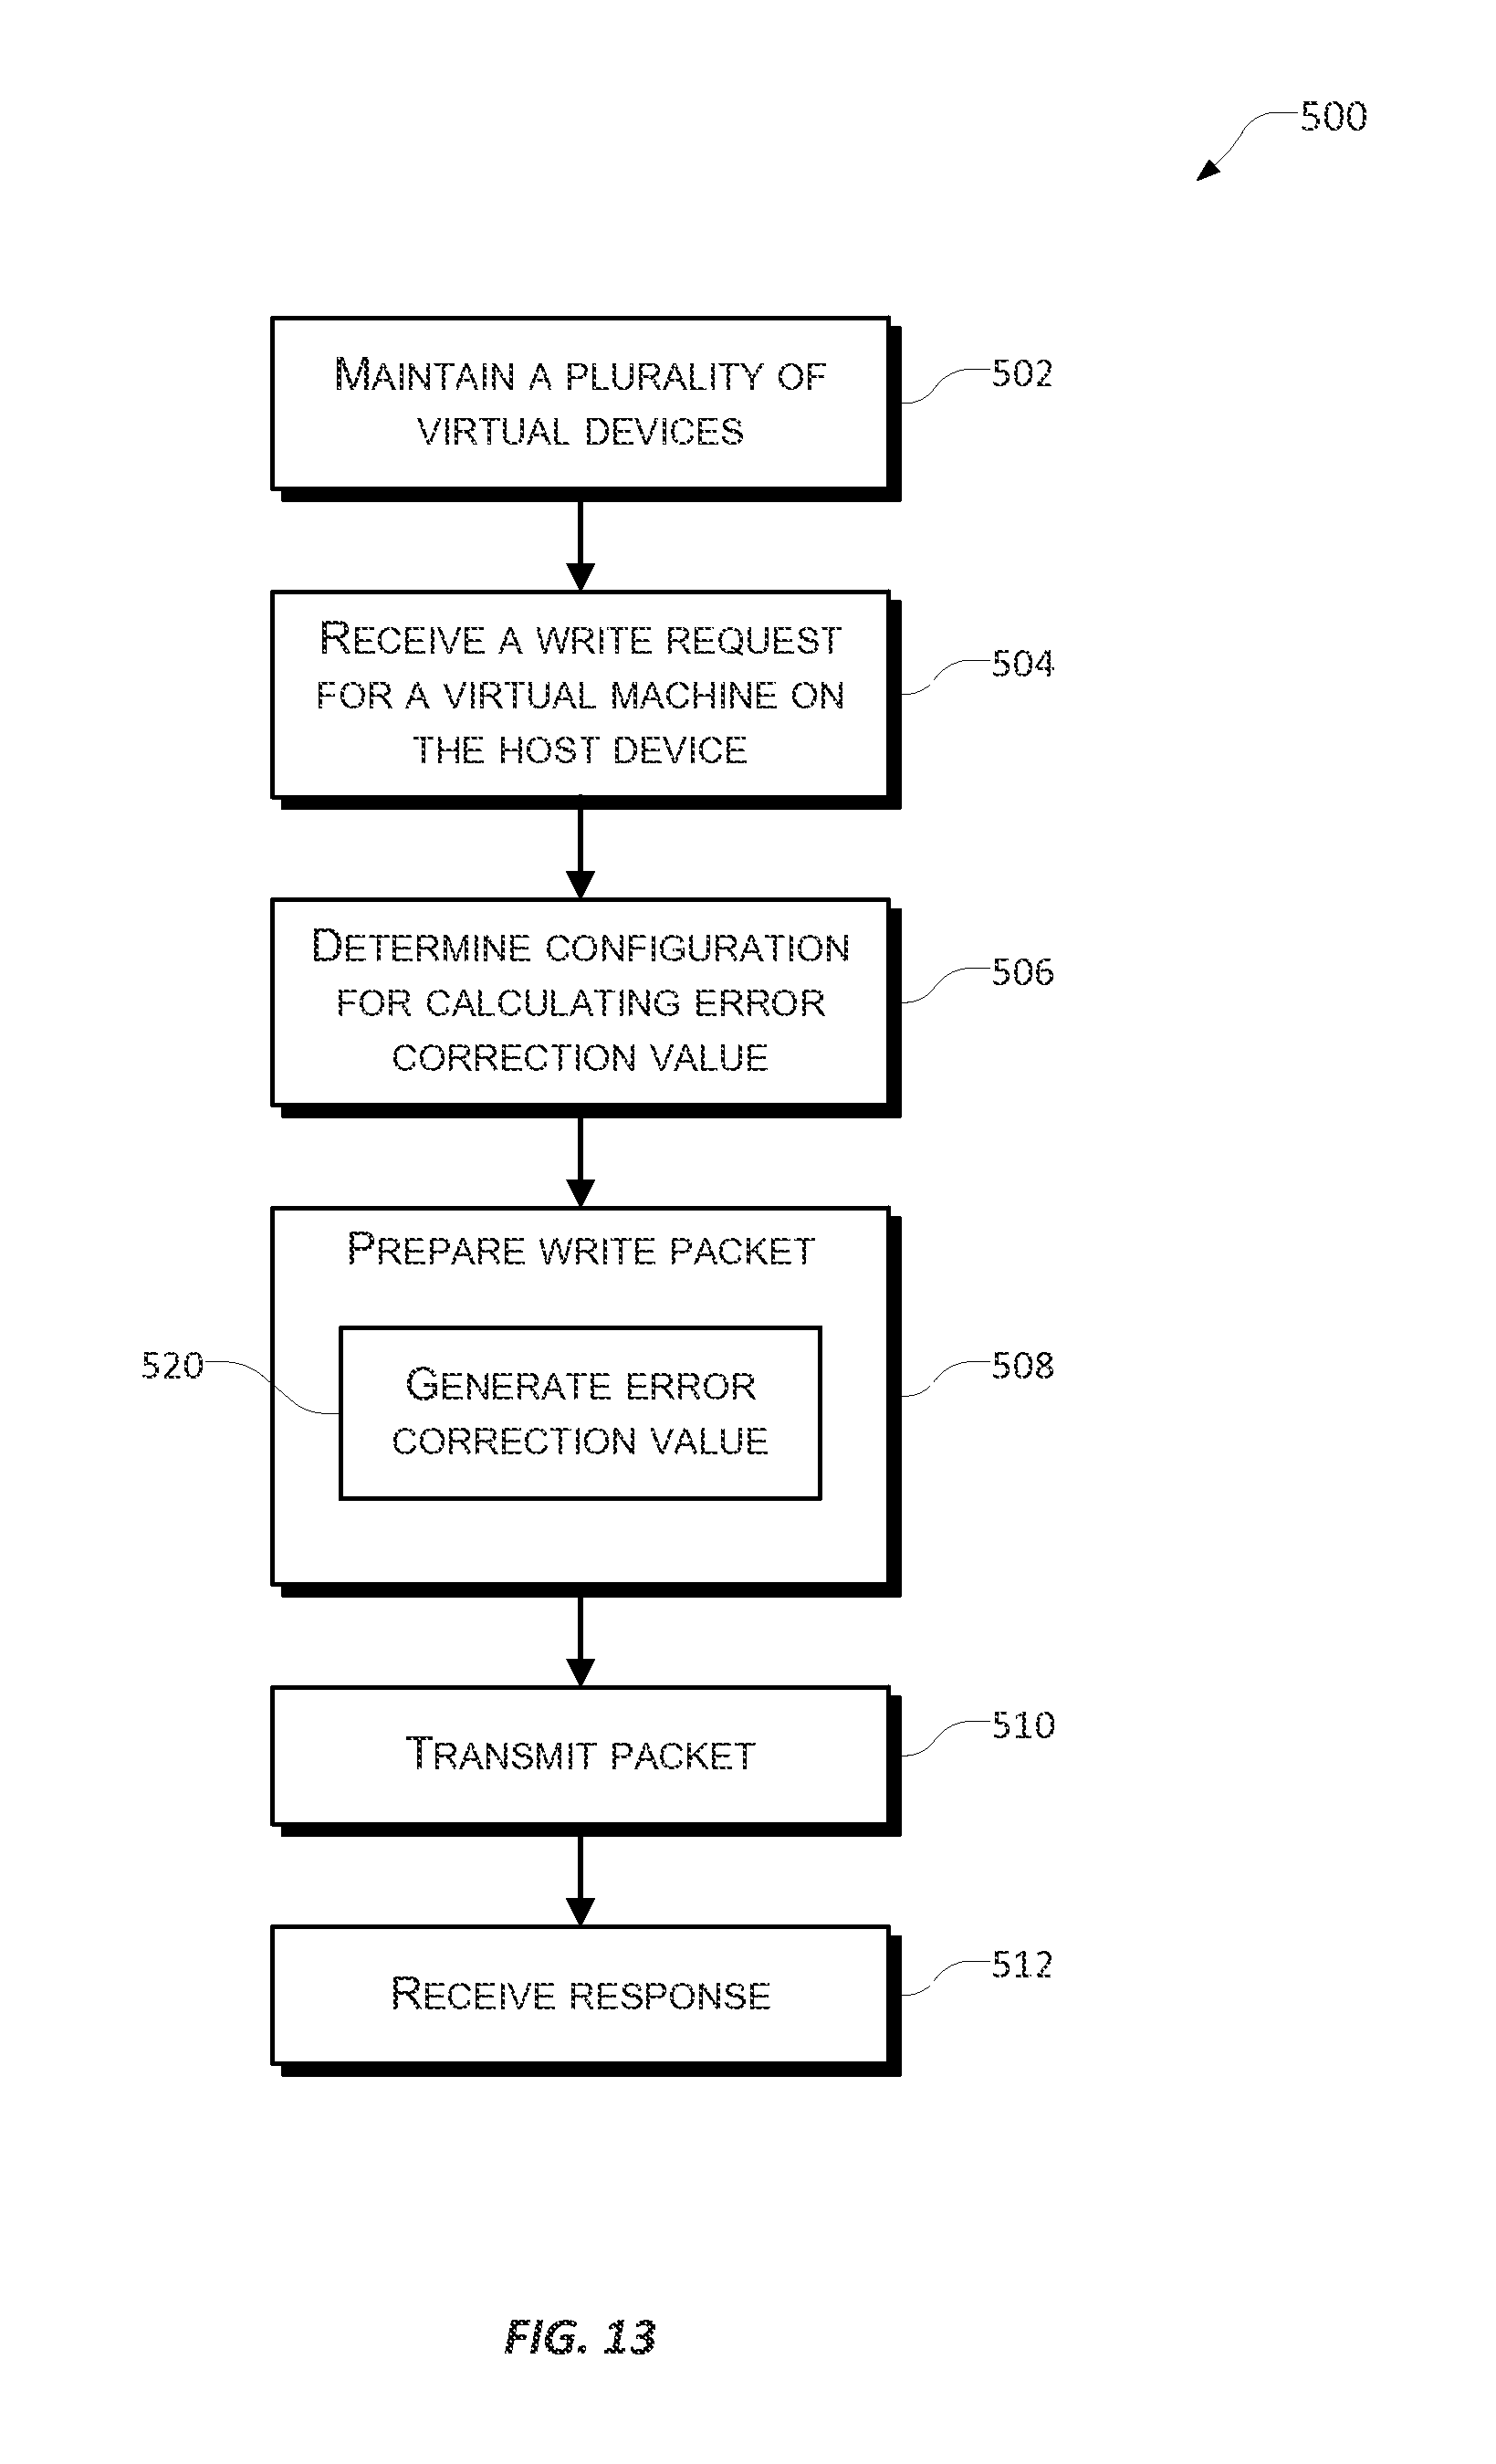 500
MAINTAIN A PLURALITY OF
VIRTUAL DEVICES
502
RECEIVE A WRITE REQUEST
FOR A VIRTUAL MACHINE ON
THE HOST DEVICE
504
DETERMINE CONFIGURATION
FOR CALCULATING ERROR
CORRECTION VALUE
506
PREPARE WRITE PACKET
520
GENERATE ERROR
CORRECTION VALUE
508
TRANSMIT PACKET
510
RECEIVE RESPONSE
512
FIG. 13